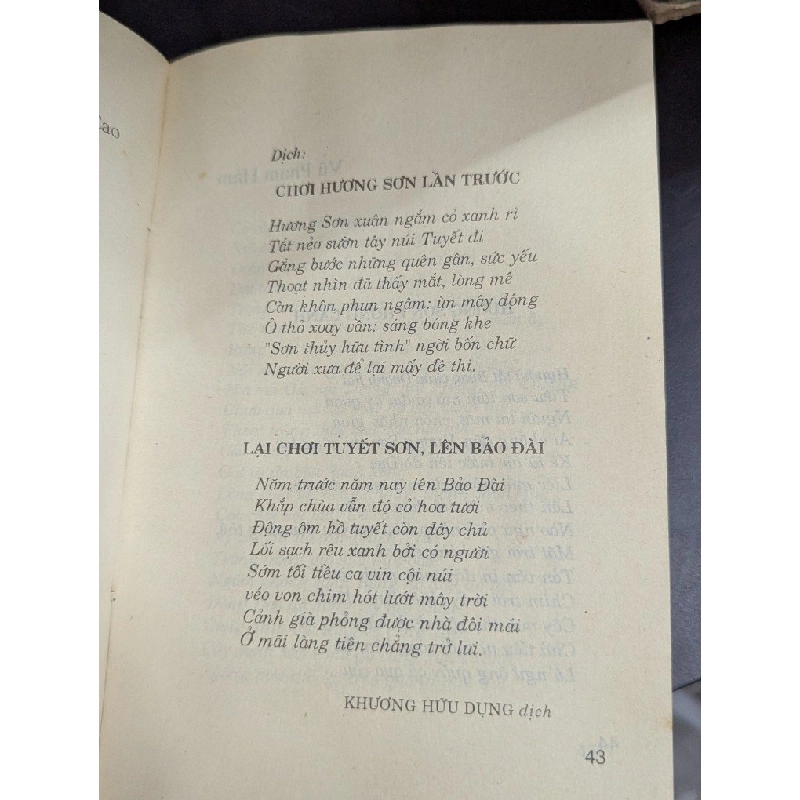 Cao
Dịch:
CHƠI HƯƠNG SƠN LẦN TRƯỚC
Hương Sơn xuân ngắm cỏ xanh rì
Tắt nẻo sườn tây núi Tuyết đi
Gắng bước những quên gân, sức yếu
Thoạt nhìn đã thấy mắt, lòng mê
Càn khôn phun ngậm: ùn mây động
Ô thỏ xoay vần: sáng bóng khe
"Sơn thủy hữu tình" ngời bốn chữ
Người xưa để lại mấy đề thi.
LẠI CHƠI TUYẾT SƠN, LÊN BẢO ĐÀI
Năm trước năm nay lên Bảo Đài
Khắp chùa vẫn độ cỏ hoa tươi
Động ôm hồ tuyết còn đây chủ
Lối sạch rêu xanh bởi có người
Sớm tối tiều ca vin cội núi
véo von chim hót lướt mây trời
Cảnh già phỏng được nhà đôi mái
Ở mãi làng tiên chẳng trở lui.
KHƯƠNG HỮU DỤNG dịch
43